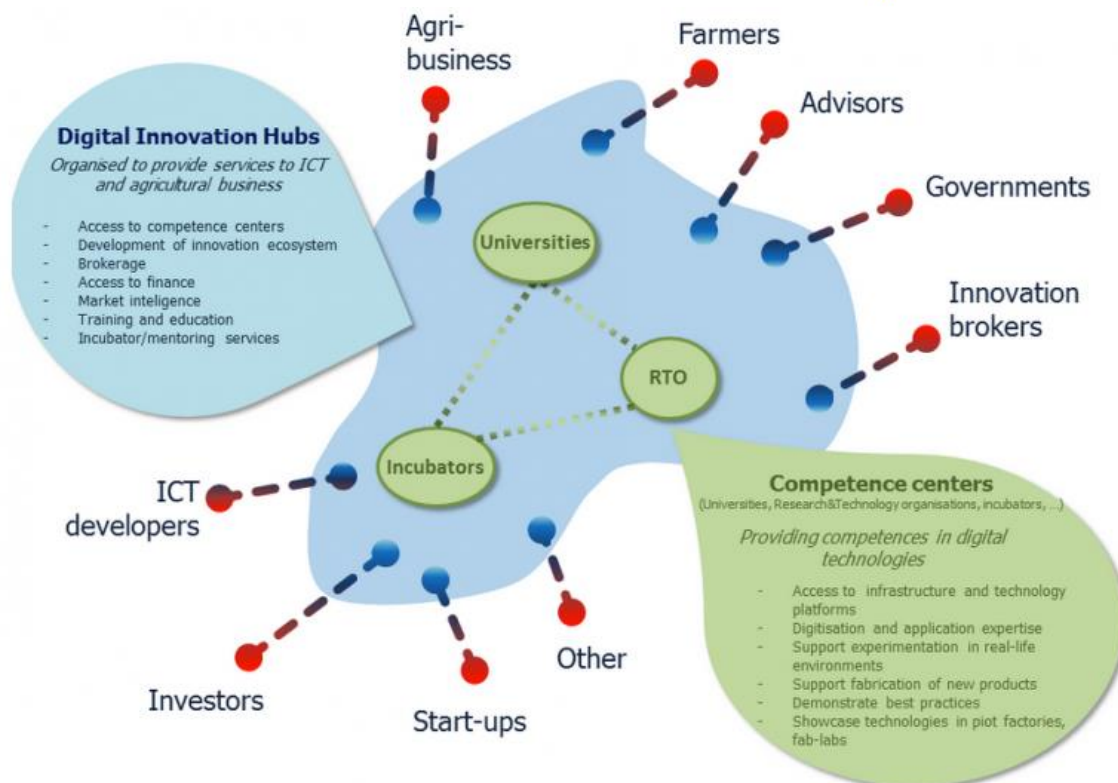 Agri-
business
Farmers
Advisors
Governments
Innovation
brokers
Digital Innovation Hubs
Organised to provide services to ICT
and agricultural business
- Access to competence centers
- Development of innovation ecosystem
- Brokerage
- Access to finance
- Market inteligence
- Training and education
- Incubator/mentoring services
Universities
RTO
Incubators
ICT
developers
Investors
Start-ups
Other
Competence centers
(Universities, Research&Technology organisations, incubators, ...)
Providing competences in digital
technologies
- Access to infrastructure and technology
platforms
- Digitisation and application expertise
- Support experimentation in real-life
environments
- Support fabrication of new products
- Demonstrate best practices
- Showcase technologies in piot factories,
fab-labs